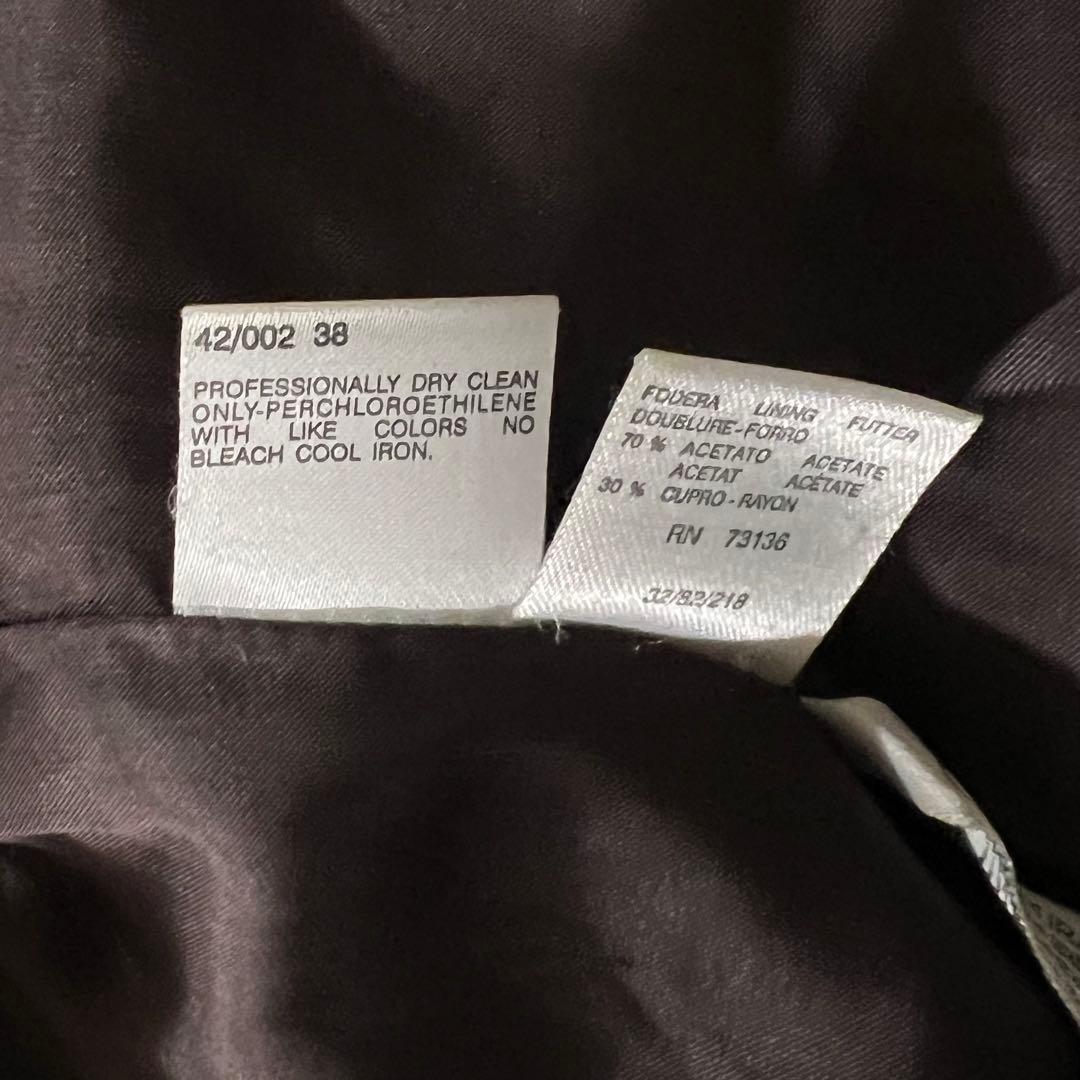 42/002 38
PROFESSIONALLY DRY CLEAN
ONLY-PERCHLOROETHILENE
WITH LIKE COLORS NO
BLEACH COOL IRON.
FODERA LINING FUTTER
DOUBLURE-FORRO
70 % ACETATO ACETATE
ACETAT ACÉTATE
30 % CUPRO-RAYON
RN 73136
32/82/218